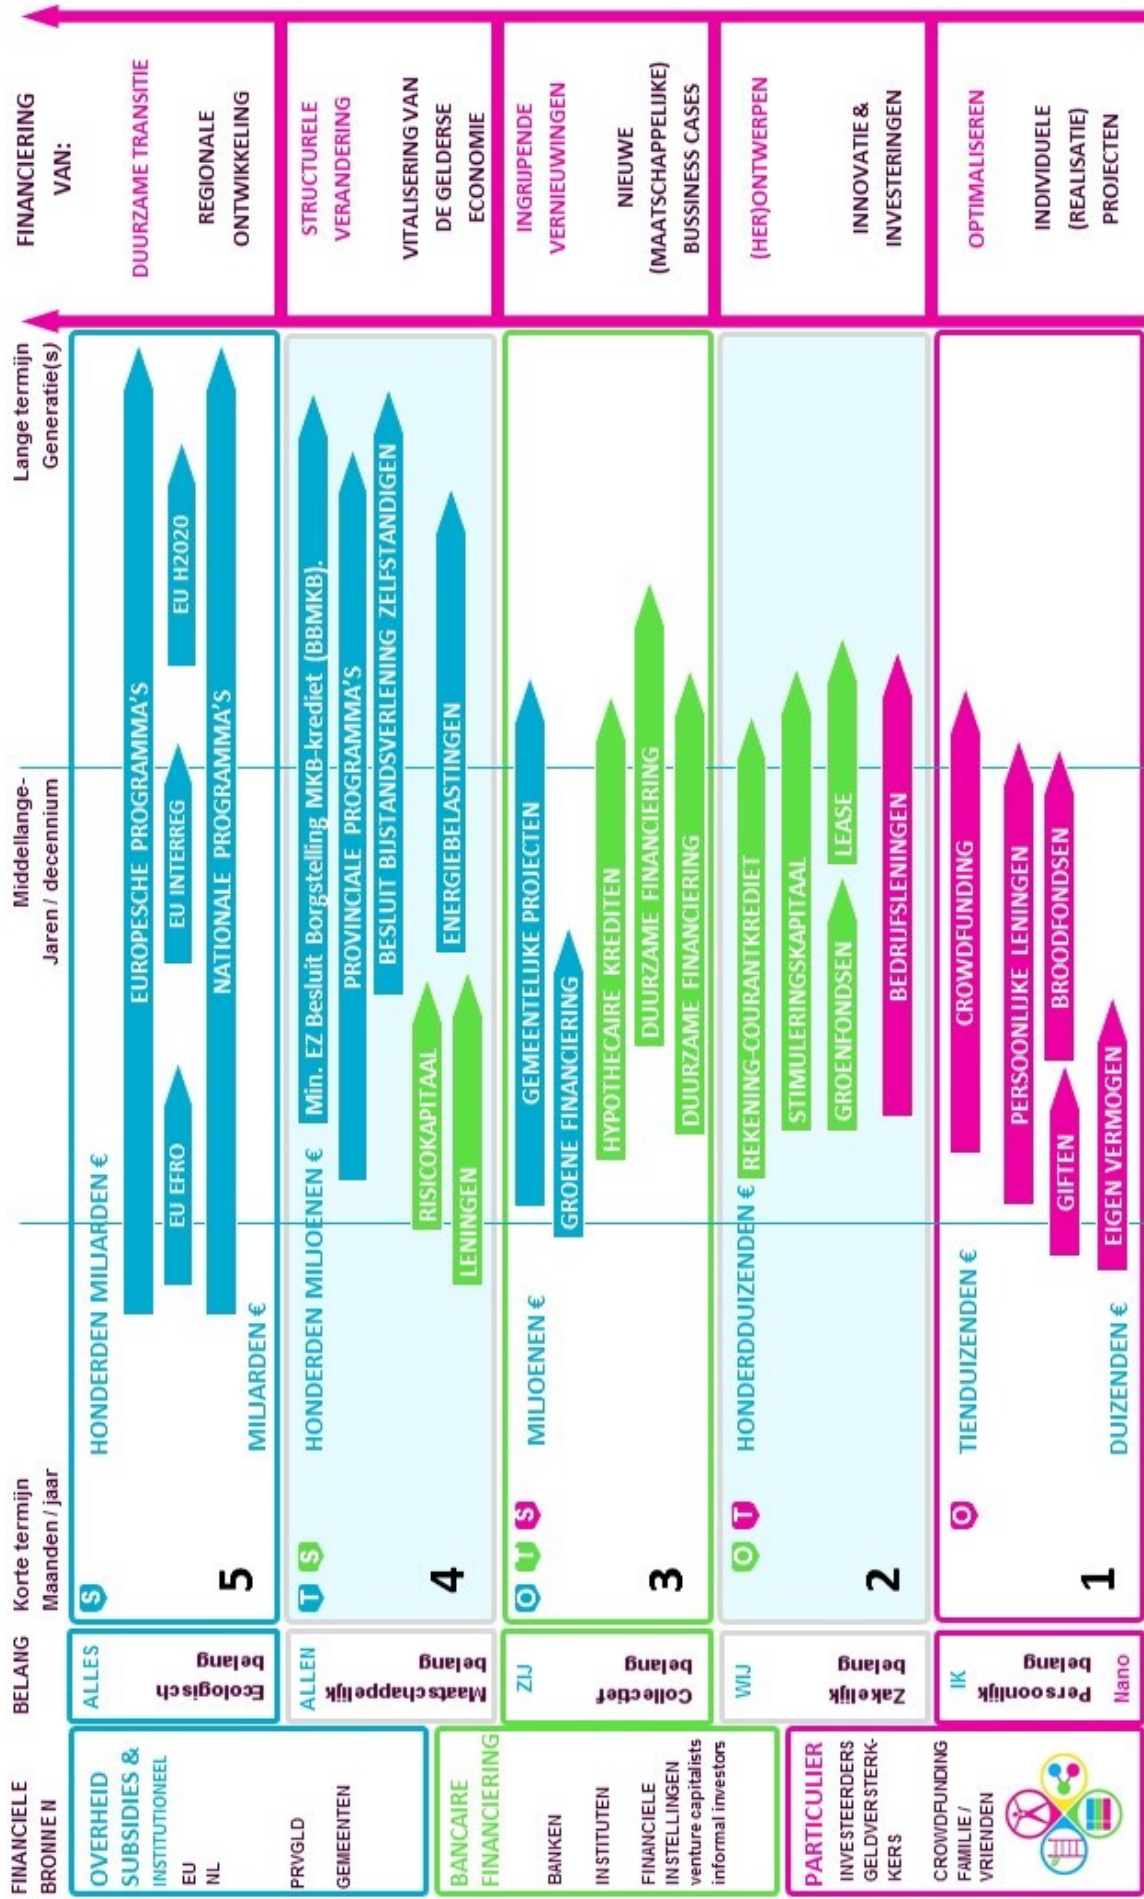 FINANCIELE
BRONNEN
BELANG
Korte termijn
Maanden / jaar
Middellange-
Jaren / decennium
Lange termijn
Generatie(s)
FINANCIERING
VAN:
OVERHEID
SUBSIDIES &
INSTITUTIONEEL
EU
NL
PRVGLD
GEMEENTEN
BANCAIRE
FINANCIERING
BANKEN
INSTITUTEN
FINANCIELE
INSTELLINGEN
venture capitalists
informal investors
PARTICULIER
INVESTEERDERS
GELDVERSTERK-
KERS
CROWDFUNDING
FAMILIE /
VRIENDEN
ALLES
Ecologisch
belang
S
5
HONDERDEN MILJARDEN €
EUROPESCHE PROGRAMMA'S
EU EFRO
EU INTERREG
EU H2020
NATIONALE PROGRAMMA'S
MILJARDEN €
DUURZAME TRANSITIE
REGIONALE
ONTWIKKELING
ALLEN
Maatschappelijk
belang
T S
4
HONDERDEN MILJOENEN €
Min. EZ Besluit Borgstelling MKB-krediet (BBMKB).
PROVINCIALE PROGRAMMA'S
BESLUIT BIJSTANDSVERLENING ZELFSTANDIGEN
RISICOKAPITAAL
ENERGIEBELASTINGEN
LENINGEN
STRUCTURELE
VERANDERING
VITALISERING VAN
DE GELDERSE
ECONOMIE
ZIJ
Collectief
belang
O T S
3
MILJOENEN €
GEMEENTELIJKE PROJECTEN
GROENE FINANCIERING
HYPOTHECAIRE KREDITEN
DUURZAME FINANCIERING
DUURZAME FINANCIERING
INGRIJPENDE
VERNIEUWINGEN
NIEUWE
(MAATSCHAPPELIJKE)
BUSSINESS CASES
WIJ
Zakelijk
belang
O T
2
HONDERDDUIZENDEN €
REKENING-COURANTKREDIET
STIMULERINGSKAPITAAL
GROENFONDSEN
LEASE
BEDRIJFSLENINGEN
(HER)ONTWERPEN
INNOVATIE &
INVESTERINGEN
IK
Persoonlijk
belang
Nano
O
1
TIENDUIZENDEN €
CROWDFUNDING
PERSOONLIJKE LENINGEN
GIFTEN
BROODFONDSEN
EIGEN VERMOGEN
DUIZENDEN €
OPTIMALISEREN
INDIVIDUELE
(REALISATIE)
PROJECTEN